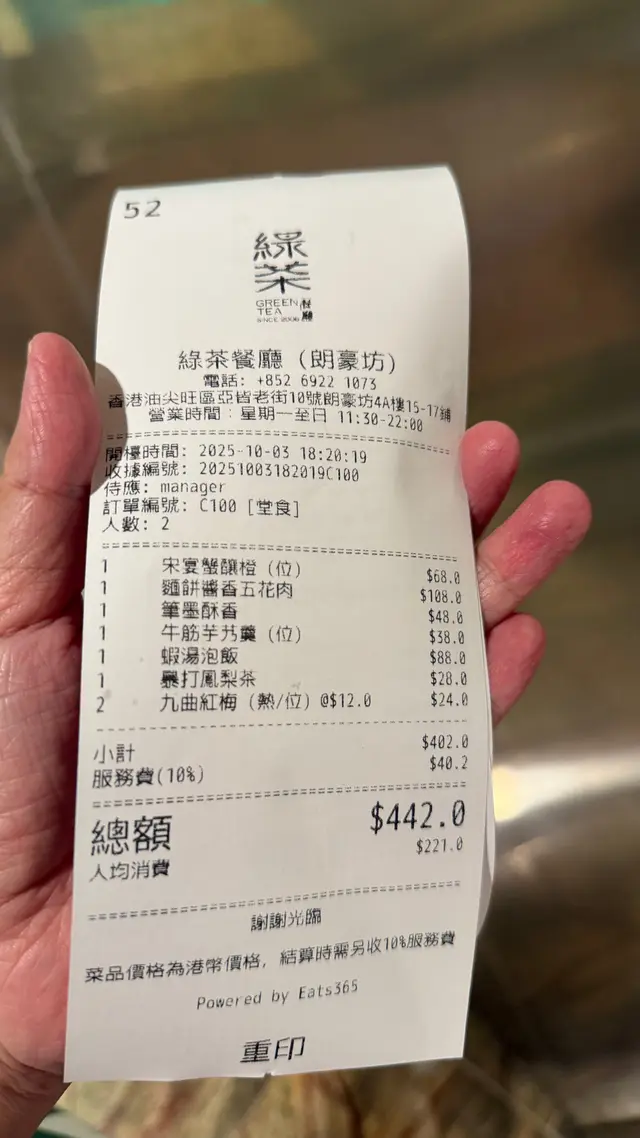 52
綠茶
GREEN TEA 餐廳
SINCE 2008
綠茶餐廳 (朗豪坊)
電話: +852 6922 1073
香港油尖旺區亞皆老街10號朗豪坊4A樓15-17鋪
營業時間：星期一至日 11:30-22:00
開檯時間: 2025-10-03 18:20:19
收據編號: 20251003182019C100
侍應: manager
訂單編號: C100 [堂食]
人數: 2
1 宋宴蟹釀橙 (位) $68.0
1 麵餅醬香五花肉 $108.0
1 筆墨酥香 $48.0
1 牛筋芋艿羹 (位) $38.0
1 蝦湯泡飯 $88.0
1 暴打鳳梨茶 $28.0
2 九曲紅梅 (熱/位) @$12.0 $24.0
小計 $402.0
服務費(10%) $40.2
總額 $442.0
人均消費 $221.0
謝謝光臨
菜品價格為港幣價格, 結算時需另收10%服務費
Powered by Eats365
重印